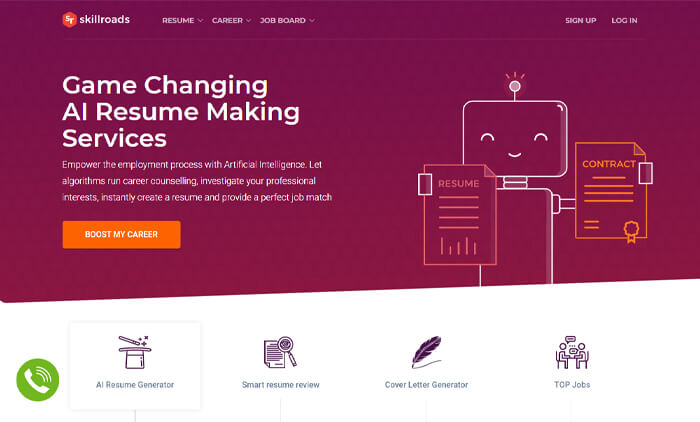 ST skillroads RESUME CAREER JOB BOARD SIGN UP LOG IN
Game Changing
AI Resume Making
Services
Empower the employment process with Artificial Intelligence. Let
algorithms run career counselling, investigate your professional
interests, instantly create a resume and provide a perfect job match
BOOST MY CAREER
RESUME
CONTRACT
AI Resume Generator
Smart resume review
Cover Letter Generator
TOP Jobs